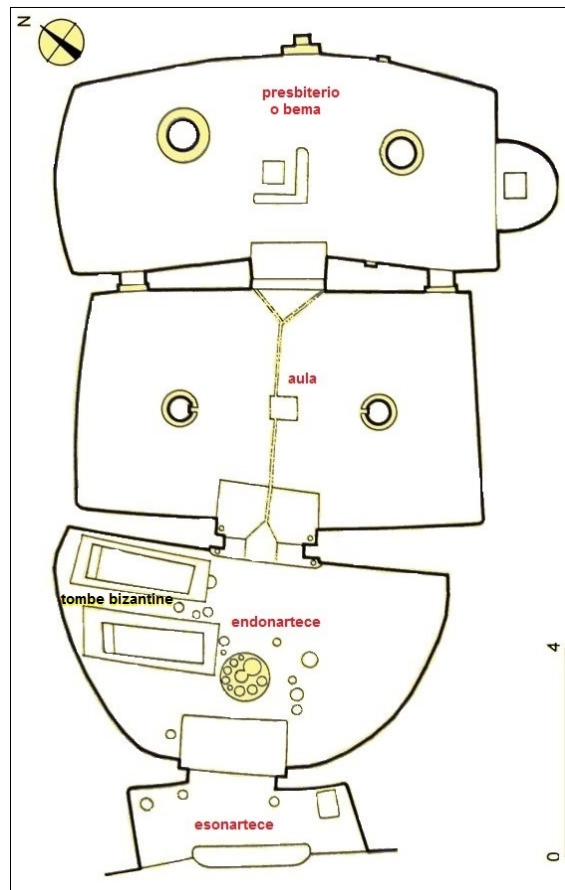 N
presbiterio
o bema
aula
tombe bizantine
endonartece
4
esonartece
0